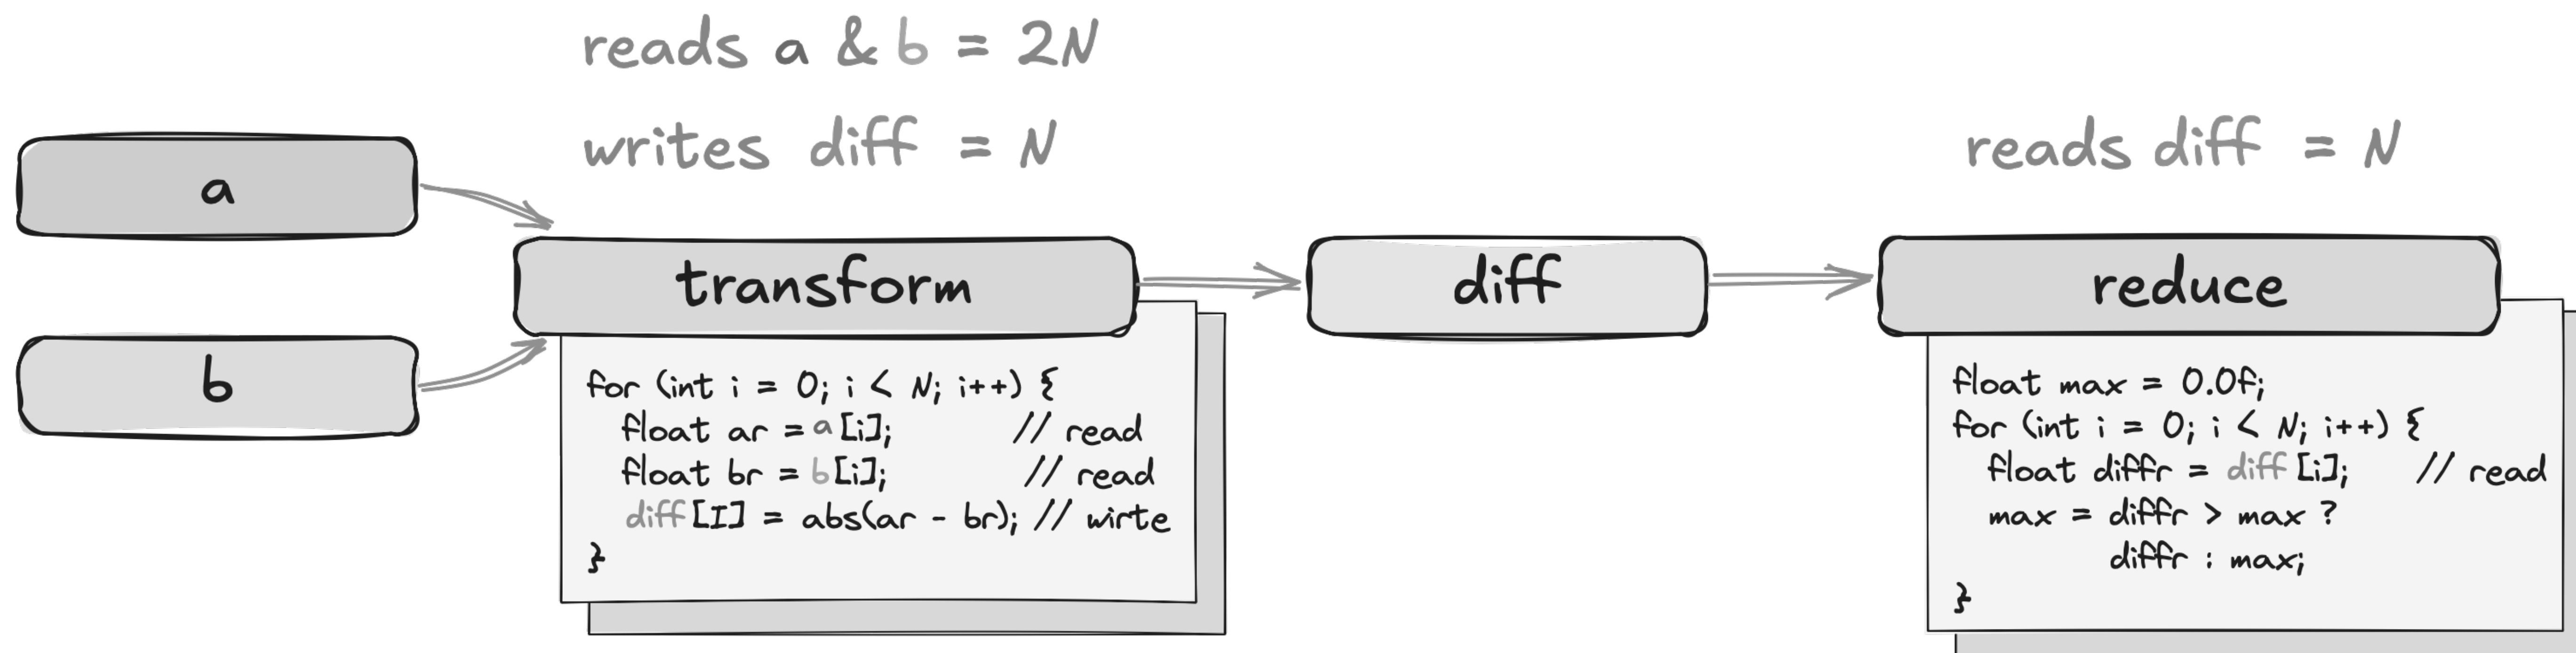 reads a & b = 2N
writes diff = N
reads diff = N
a
b
transform
diff
reduce
for (int i = 0; i < N; i++) {
float ar = a[i]; // read
float br = b[i]; // read
diff[I] = abs(ar - br); // wirte
}
float max = 0.0f;
for (int i = 0; i < N; i++) {
float diffr = diff[i]; // read
max = diffr > max ?
diffr : max;
}